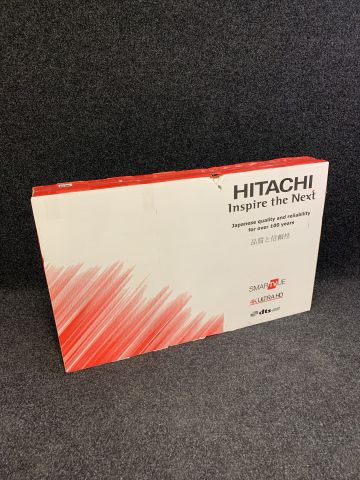 HITACHI
Inspire the Next
Japanese quality and reliability
for over 100 years
品質と信頼性
SMARTVUE
4K ULTRA HD
dts